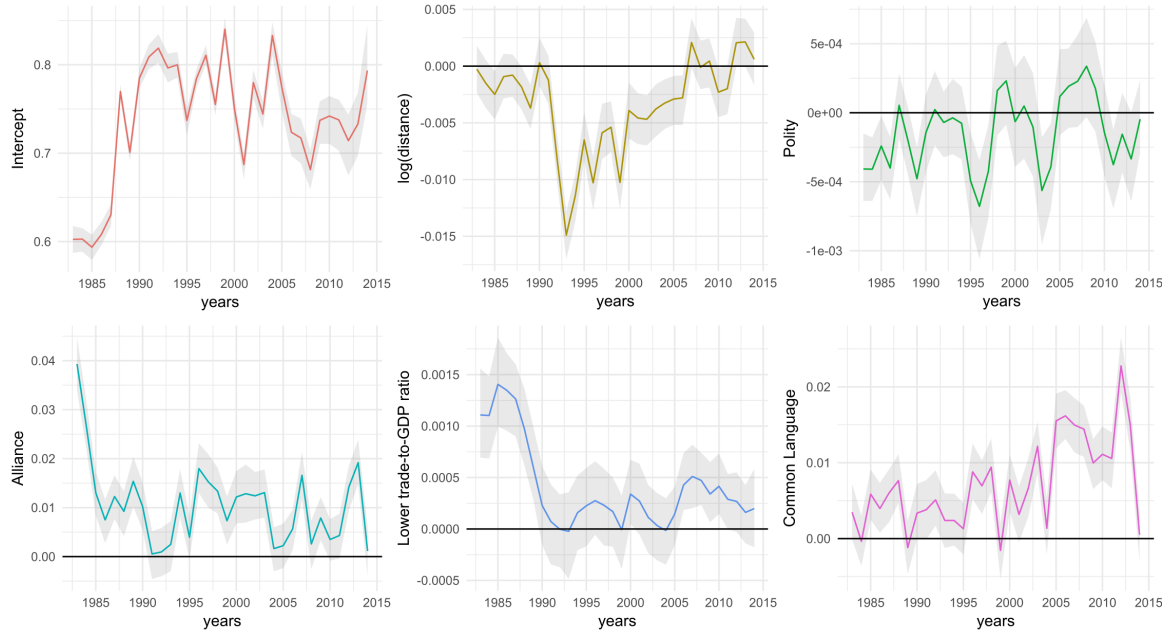 Intercept
0.8
0.7
0.6
1985 1990 1995 2000 2005 2010 2015
years
log(distance)
0.005
0.000
-0.005
-0.010
-0.015
1985 1990 1995 2000 2005 2010 2015
years
Polity
5e-04
0e+00
-5e-04
-1e-03
1985 1990 1995 2000 2005 2010 2015
years
Alliance
0.04
0.03
0.02
0.01
0.00
1985 1990 1995 2000 2005 2010 2015
years
Lower trade-to-GDP ratio
0.0015
0.0010
0.0005
0.0000
-0.0005
1985 1990 1995 2000 2005 2010 2015
years
Common Language
0.02
0.01
0.00
1985 1990 1995 2000 2005 2010 2015
years